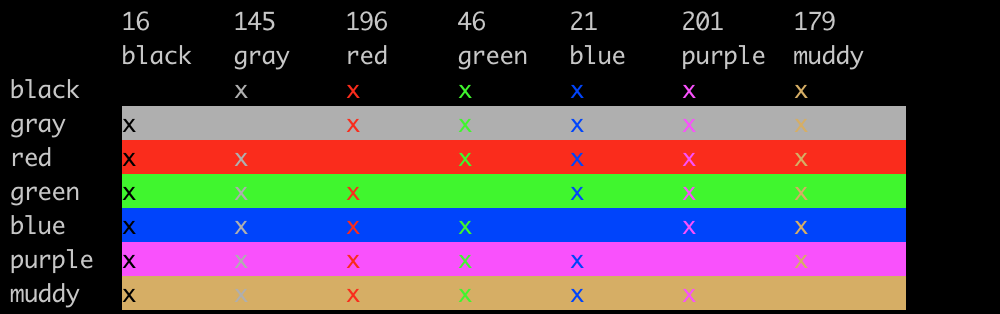 16 145 196 46 21 201 179
black gray red green blue purple muddy
black x x x x x x
gray x x x x x x
red x x x x x x
green x x x x x x
blue x x x x x x
purple x x x x x x
muddy x x x x x x